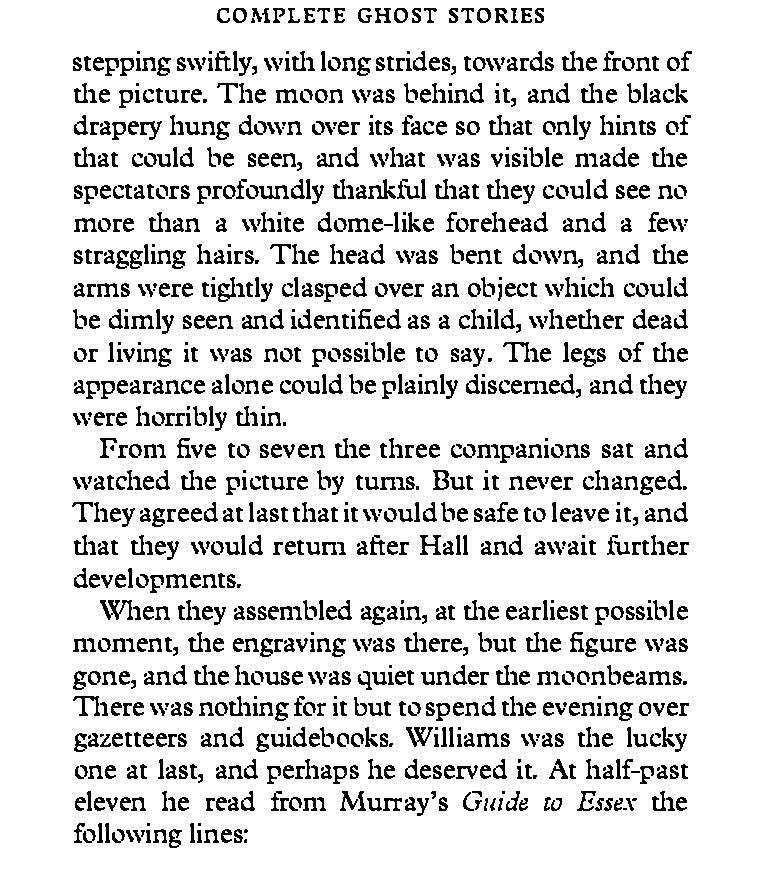 COMPLETE GHOST STORIES
stepping swiftly, with long strides, towards the front of
the picture. The moon was behind it, and the black
drapery hung down over its face so that only hints of
that could be seen, and what was visible made the
spectators profoundly thankful that they could see no
more than a white dome-like forehead and a few
straggling hairs. The head was bent down, and the
arms were tightly clasped over an object which could
be dimly seen and identified as a child, whether dead
or living it was not possible to say. The legs of the
appearance alone could be plainly discerned, and they
were horribly thin.
From five to seven the three companions sat and
watched the picture by turns. But it never changed.
They agreed at last that it would be safe to leave it, and
that they would return after Hall and await further
developments.
When they assembled again, at the earliest possible
moment, the engraving was there, but the figure was
gone, and the house was quiet under the moonbeams.
There was nothing for it but to spend the evening over
gazetteers and guidebooks. Williams was the lucky
one at last, and perhaps he deserved it. At half-past
eleven he read from Murray's Guide to Essex the
following lines: